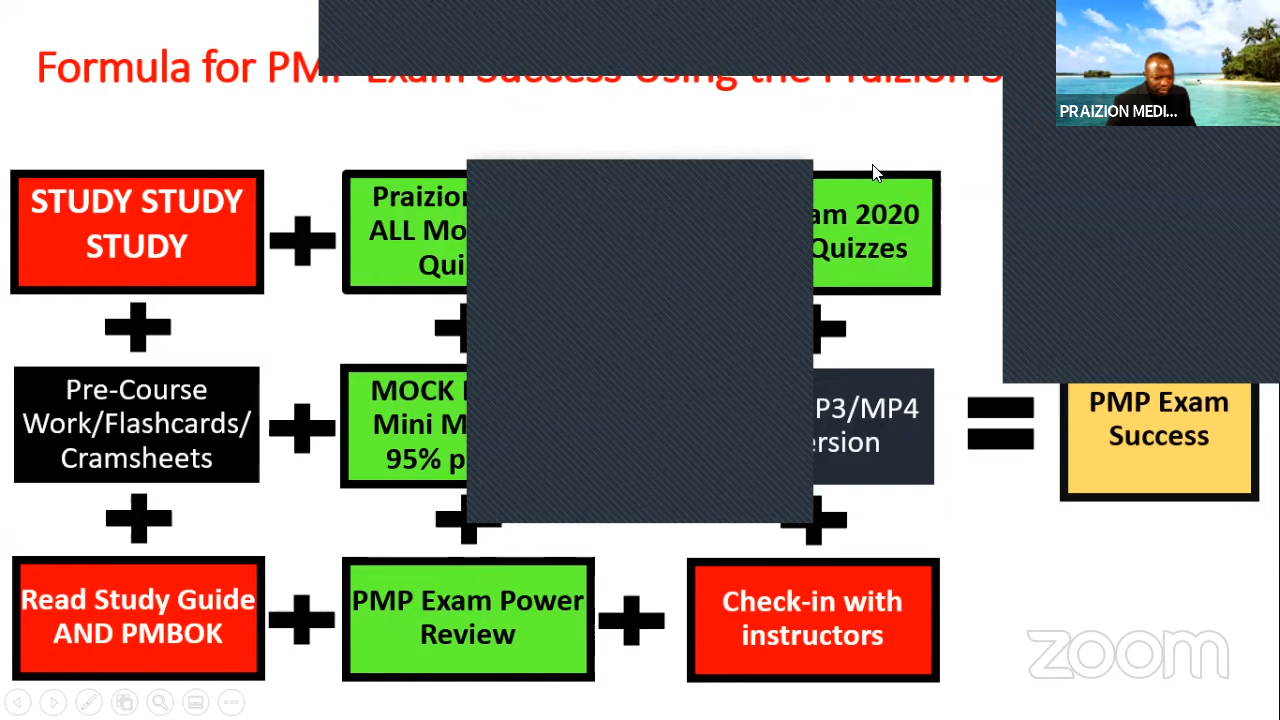 Formula for PMP Exam Success Using the Praizion S
PRAIZION MEDI...
STUDY STUDY
STUDY
Praizion
ALL Mo
Qui
am 2020
Quizzes
Pre-Course
Work/Flashcards/
Cramsheets
MOCK
Mini M
95% p
P3/MP4
ersion
PMP Exam
Success
Read Study Guide
AND PMBOK
PMP Exam Power
Review
Check-in with
instructors
zoom